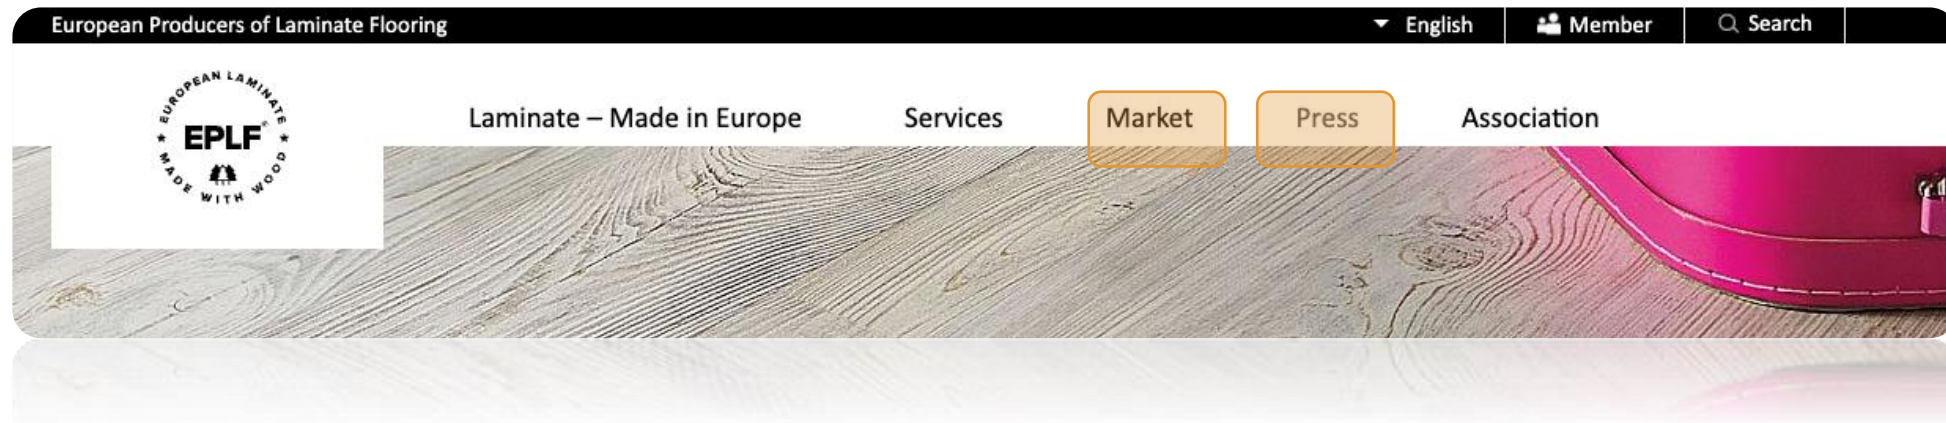 European Producers of Laminate Flooring
English
Member
Search
EUROPEAN LAMINATE
EPLF®
MADE WITH WOOD
Laminate – Made in Europe
Services
Market
Press
Association